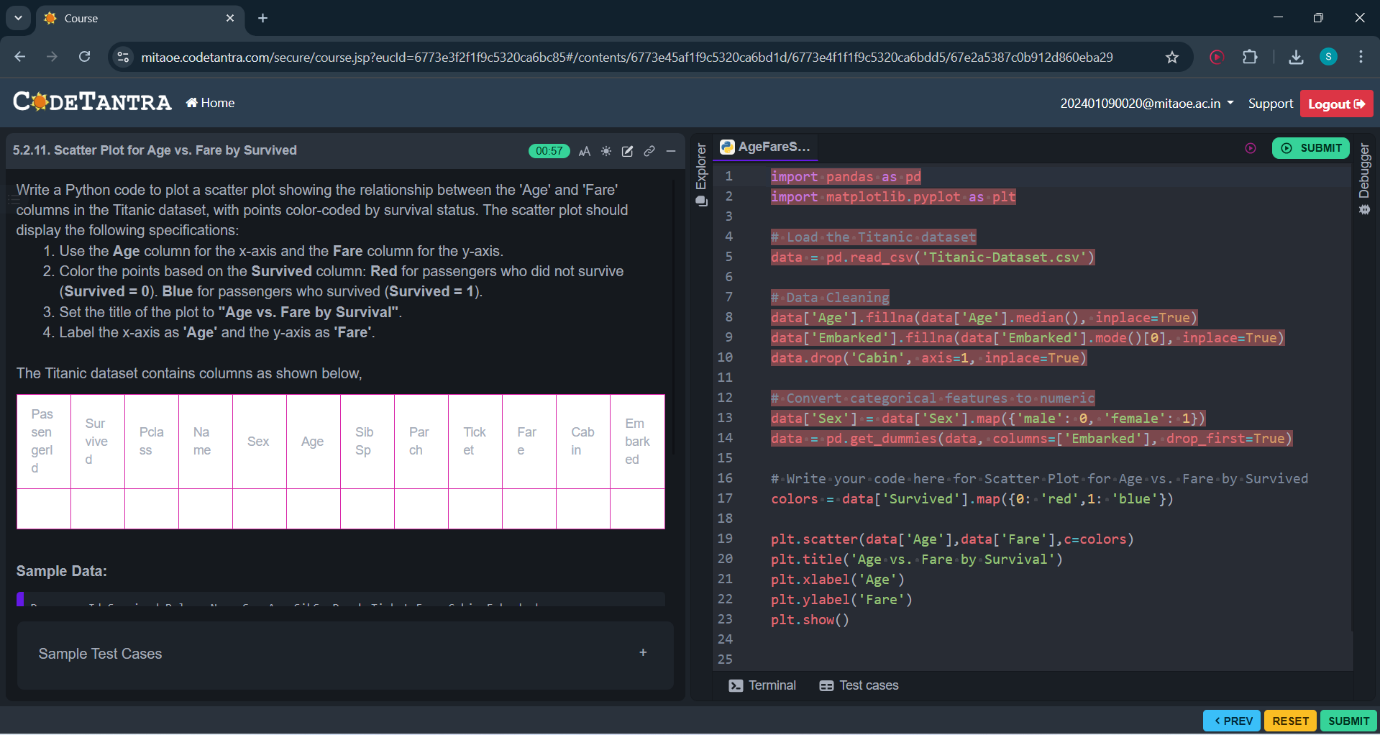 Course
mitaoe.codetantra.com/secure/course.jsp?eucId=6773e3f2f1f9c5320ca6bc85#/contents/6773e45af1f9c5320ca6bd1d/6773e4f1f1f9c5320ca6bdd5/67e2a5387c0b912d860eba29
S
CODETANTRA
Home
202401090020@mitaoe.ac.in
Support
Logout
5.2.11. Scatter Plot for Age vs. Fare by Survived
00:57
AA
Write a Python code to plot a scatter plot showing the relationship between the 'Age' and 'Fare'
columns in the Titanic dataset, with points color-coded by survival status. The scatter plot should
display the following specifications:
1. Use the Age column for the x-axis and the Fare column for the y-axis.
2. Color the points based on the Survived column: Red for passengers who did not survive
(Survived = 0). Blue for passengers who survived (Survived = 1).
3. Set the title of the plot to "Age vs. Fare by Survival".
4. Label the x-axis as 'Age' and the y-axis as 'Fare'.
The Titanic dataset contains columns as shown below,
Pas
sen
gerI
d
Sur
vive
d
Pcla
ss
Na
me
Sex
Age
Sib
Sp
Par
ch
Tick
et
Far
e
Cab
in
Em
bark
ed
Sample Data:
Sample Test Cases
+
Explorer
AgeFareS...
SUBMIT
Debugger
1 import pandas as pd
2 import matplotlib.pyplot as plt
3
4 # Load the Titanic dataset
5 data = pd.read_csv('Titanic-Dataset.csv')
6
7 # Data Cleaning
8 data['Age'].fillna(data['Age'].median(), inplace=True)
9 data['Embarked'].fillna(data['Embarked'].mode()[0], inplace=True)
10 data.drop('Cabin', axis=1, inplace=True)
11
12 # Convert categorical features to numeric
13 data['Sex'] = data['Sex'].map({'male': 0, 'female': 1})
14 data = pd.get_dummies(data, columns=['Embarked'], drop_first=True)
15
16 # Write your code here for Scatter Plot for Age vs. Fare by Survived
17 colors = data['Survived'].map({0: 'red',1: 'blue'})
18
19 plt.scatter(data['Age'],data['Fare'],c=colors)
20 plt.title('Age vs. Fare by Survival')
21 plt.xlabel('Age')
22 plt.ylabel('Fare')
23 plt.show()
24
25
Terminal
Test cases
< PREV
RESET
SUBMIT